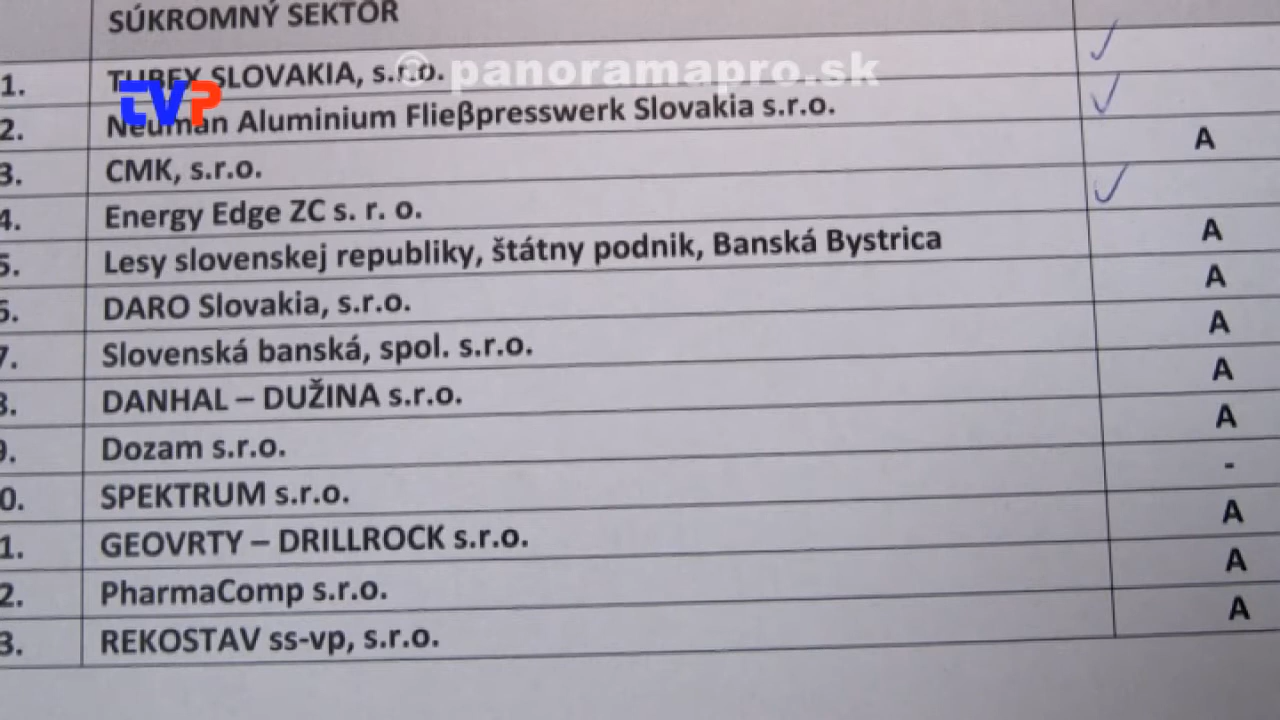 SÚKROMNÝ SEKTOR
© panoramapro.sk
TVP
1. TUBEX SLOVAKIA, s.r.o. ✓
2. Neuman Aluminium Flieβpresswerk Slovakia s.r.o. ✓
3. CMK, s.r.o. A
4. Energy Edge ZC s. r. o. ✓
5. Lesy slovenskej republiky, štátny podnik, Banská Bystrica A
6. DARO Slovakia, s.r.o. A
7. Slovenská banská, spol. s.r.o. A
8. DANHAL – DUŽINA s.r.o. A
9. Dozam s.r.o. A
0. SPEKTRUM s.r.o. -
1. GEOVRTY – DRILLROCK s.r.o. A
2. PharmaComp s.r.o. A
3. REKOSTAV ss-vp, s.r.o. A